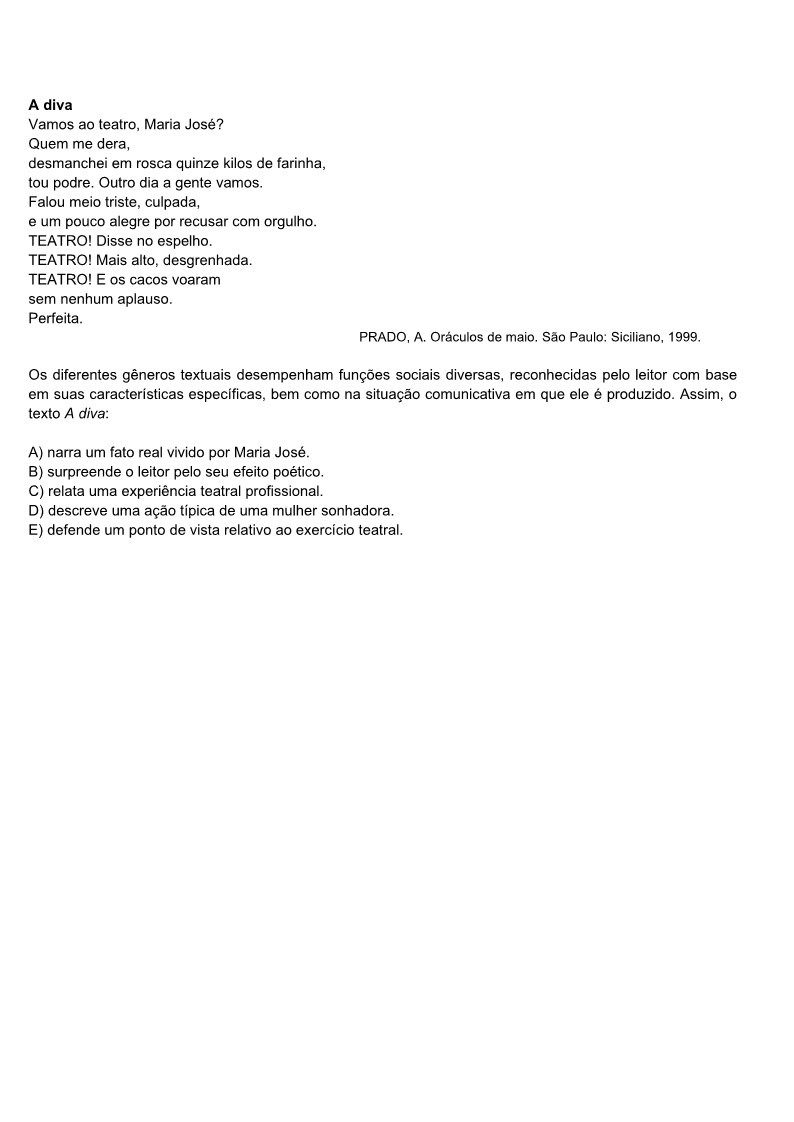 A diva
Vamos ao teatro, Maria José?
Quem me dera,
desmanchei em rosca quinze kilos de farinha,
tou podre. Outro dia a gente vamos.
Falou meio triste, culpada,
e um pouco alegre por recusar com orgulho.
TEATRO! Disse no espelho.
TEATRO! Mais alto, desgrenhada.
TEATRO! E os cacos voaram
sem nenhum aplauso.
Perfeita.
PRADO, A. Oráculos de maio. São Paulo: Siciliano, 1999.
Os diferentes gêneros textuais desempenham funções sociais diversas, reconhecidas pelo leitor com base
em suas características específicas, bem como na situação comunicativa em que ele é produzido. Assim, o
texto A diva:
A) narra um fato real vivido por Maria José.
B) surpreende o leitor pelo seu efeito poético.
C) relata uma experiência teatral profissional.
D) descreve uma ação típica de uma mulher sonhadora.
E) defende um ponto de vista relativo ao exercício teatral.